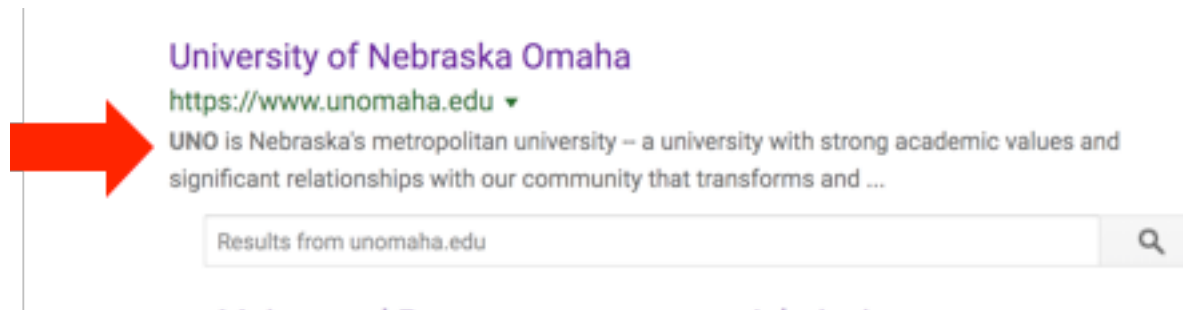 University of Nebraska Omaha
https://www.unomaha.edu
UNO is Nebraska's metropolitan university – a university with strong academic values and
significant relationships with our community that transforms and ...
Results from unomaha.edu